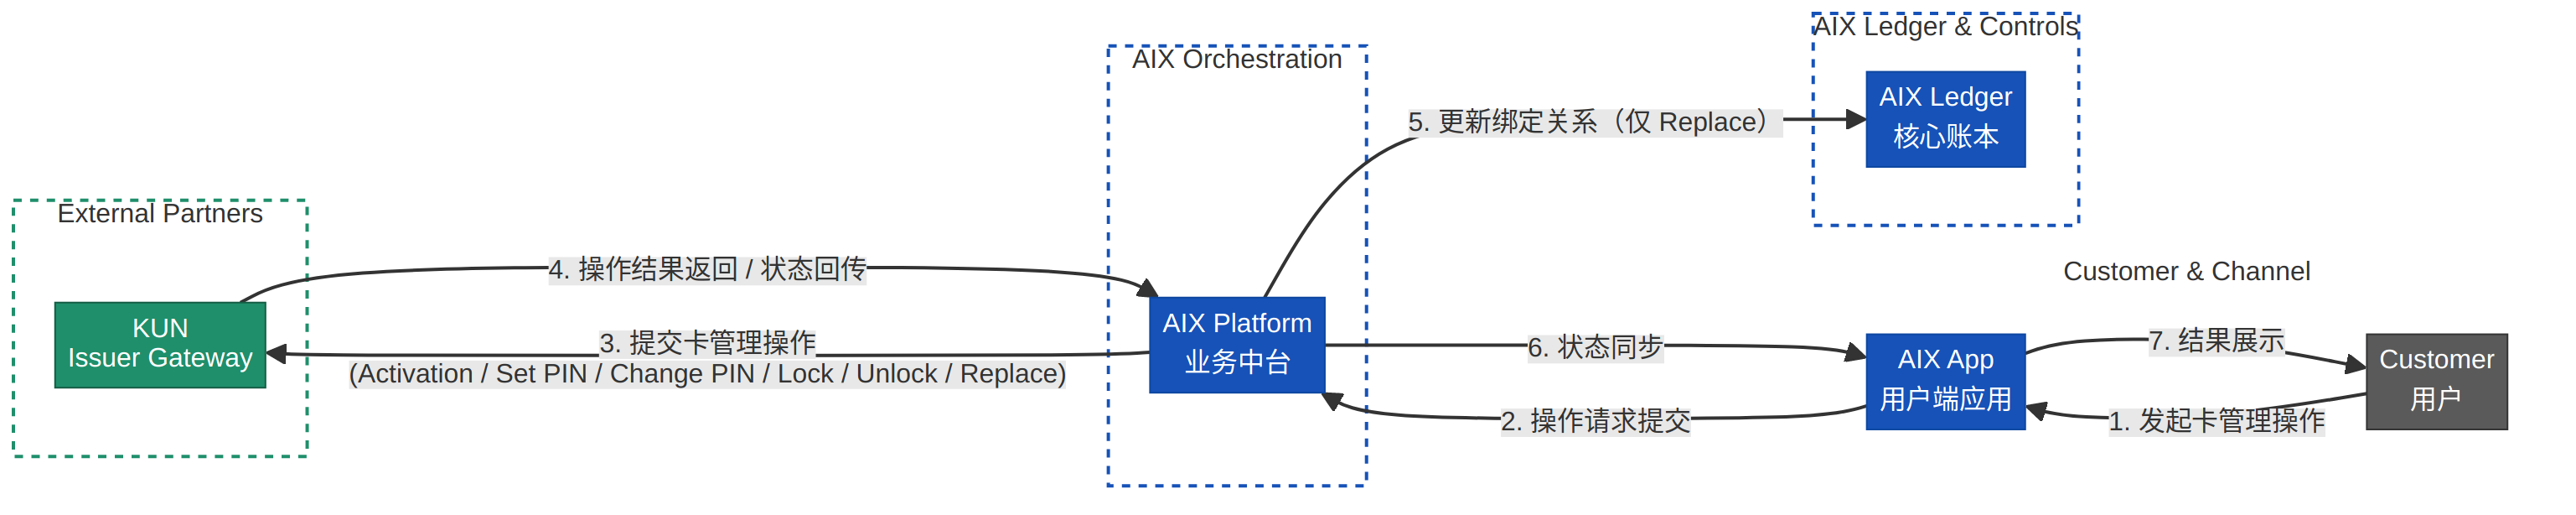 External Partners
KUN
Issuer Gateway
4. 操作结果返回 / 状态回传
3. 提交卡管理操作
(Activation / Set PIN / Change PIN / Lock / Unlock / Replace)
AIX Orchestration
AIX Platform
业务中台
5. 更新绑定关系（仅 Replace）
AIX Ledger & Controls
AIX Ledger
核心账本
6. 状态同步
2. 操作请求提交
Customer & Channel
AIX App
用户端应用
7. 结果展示
1. 发起卡管理操作
Customer
用户